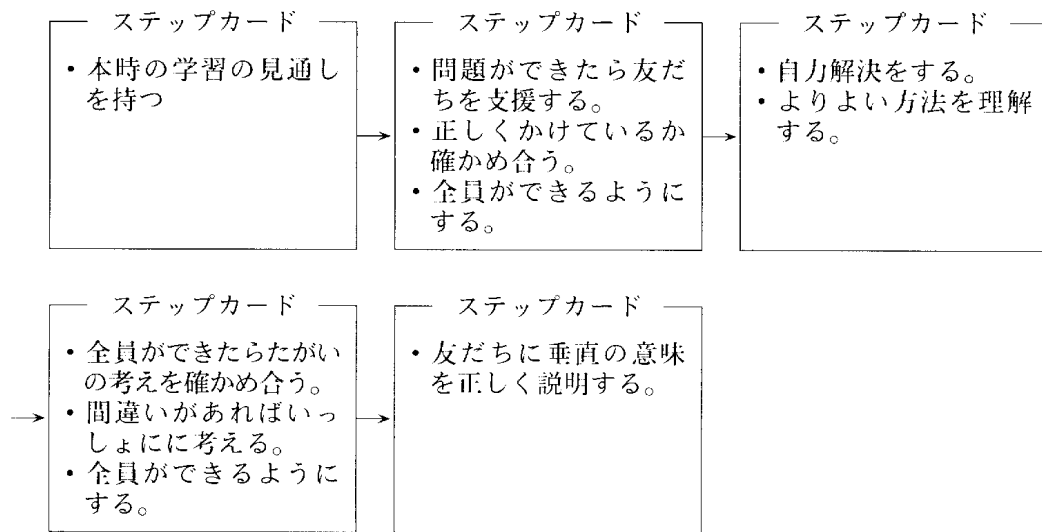 ステップカード
・本時の学習の見通し
を持つ
ステップカード
・問題ができたら友だ
ちを支援する。
・正しくかけているか
確かめ合う。
・全員ができるように
する。
ステップカード
・自力解決をする。
・よりよい方法を理解
する。
ステップカード
・全員ができたらたがい
の考えを確かめ合う。
・間違いがあればいっ
しょにに考える。
・全員ができるように
する。
ステップカード
・友だちに垂直の意味
を正しく説明する。